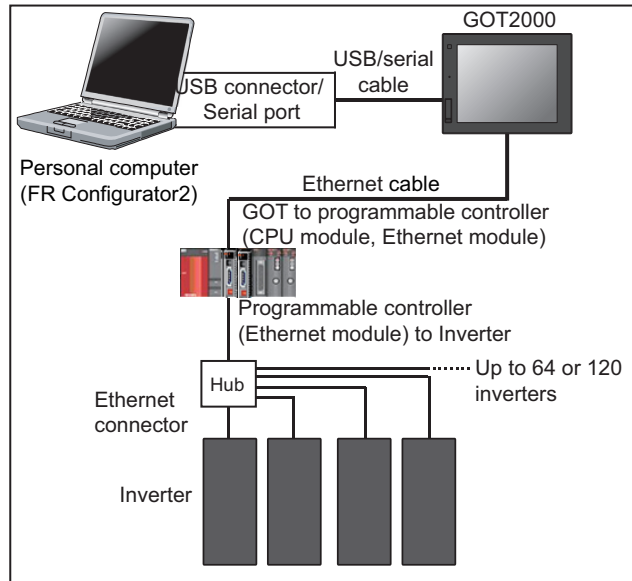 GOT2000
USB/serial
cable
USB connector/
Serial port
Personal computer
(FR Configurator2)
Ethernet cable
GOT to programmable controller
(CPU module, Ethernet module)
Programmable controller
(Ethernet module) to Inverter
Hub
Up to 64 or 120
inverters
Ethernet
connector
Inverter